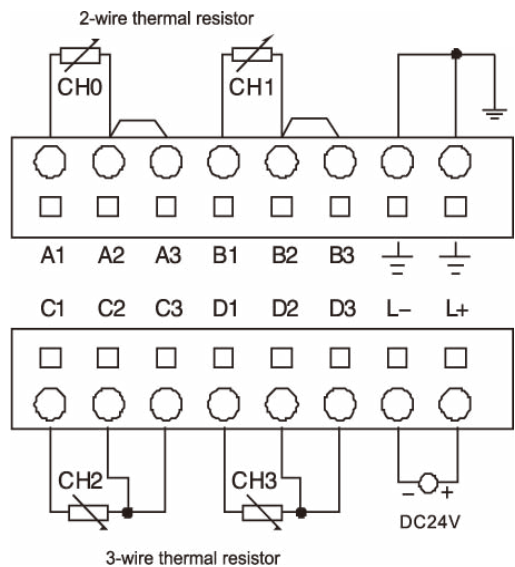 2-wire thermal resistor
CH0 CH1
A1 A2 A3 B1 B2 B3
C1 C2 C3 D1 D2 D3 L- L+
CH2 CH3
- +
DC24V
3-wire thermal resistor